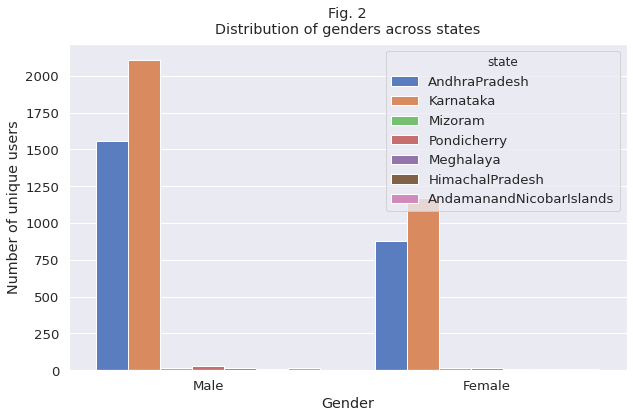 Fig. 2
Distribution of genders across states
Number of unique users
2000
1750
1500
1250
1000
750
500
250
0
state
AndhraPradesh
Karnataka
Mizoram
Pondicherry
Meghalaya
HimachalPradesh
AndamanandNicobarIslands
Male Female
Gender